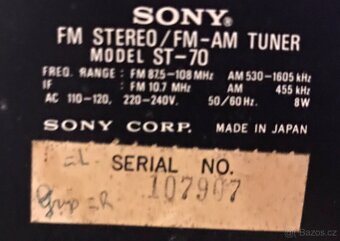 SONY®
FM STEREO/FM-AM TUNER
MODEL ST-70
FREQ. RANGE : FM 87.5-108 MHz AM 530-1605 kHz
IF : FM 10.7 MHz AM 455 kHz
AC 110-120, 220-240V. 50/60Hz. 8W
SONY CORP. MADE IN JAPAN
=L SERIAL NO.
107907
=R
Bazos.cz